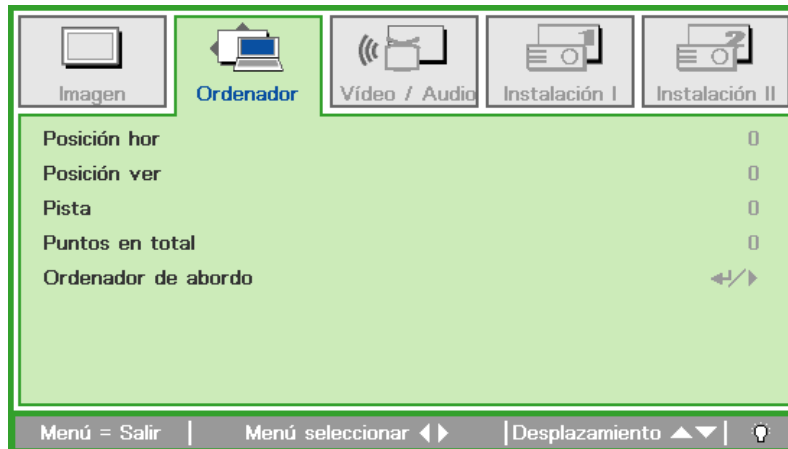 Imagen Ordenador Vídeo / Audio Instalación I Instalación II
Posición hor 0
Posición ver 0
Pista 0
Puntos en total 0
Ordenador de abordo
Menú = Salir Menú seleccionar Desplazamiento